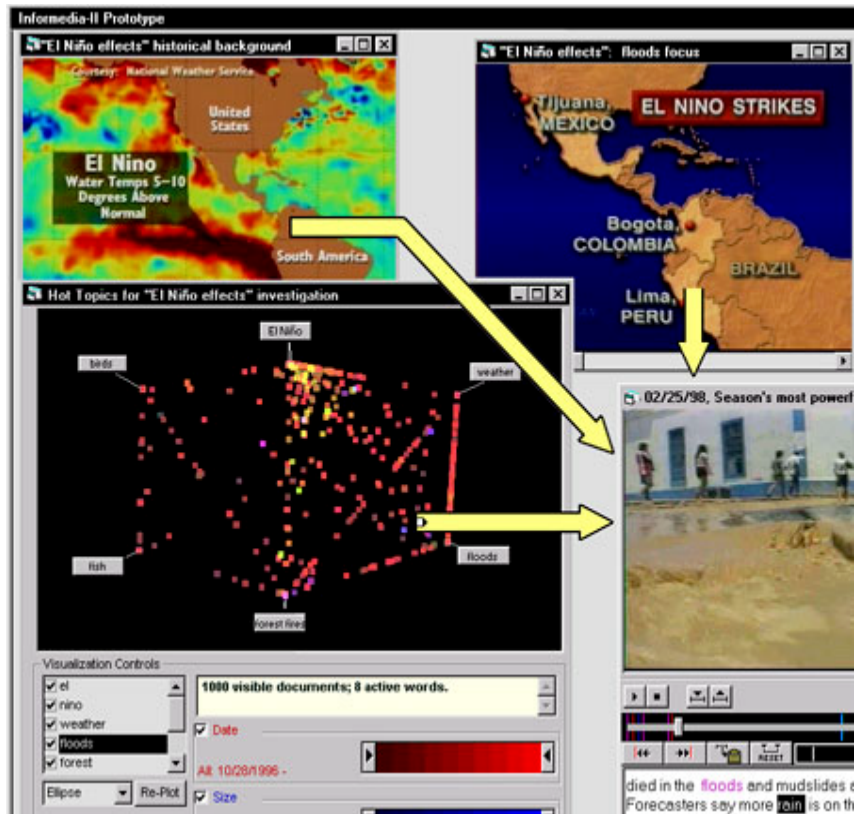 Informedia-II Prototype
"El Niño effects" historical background
Courtesy: National Weather Service
United
States
El Nino
Water Temps 5-10
Degrees Above
Normal
South America
"El Niño effects": floods focus
Tijuana,
MEXICO
EL NINO STRIKES
Bogota,
COLOMBIA
BRAZIL
Lima,
PERU
Hot Topics for "El Niño effects" investigation
El Niño
birds
weather
fish
floods
forest fires
02/25/98, Season's most powerf
Visualization Controls
el
nino
weather
floods
forest
Ellipse
Re-Plot
1000 visible documents; 8 active words.
Date
All: 10/28/1996 -
Size
RESET
died in the floods and mudslides a
Forecasters say more rain is on th